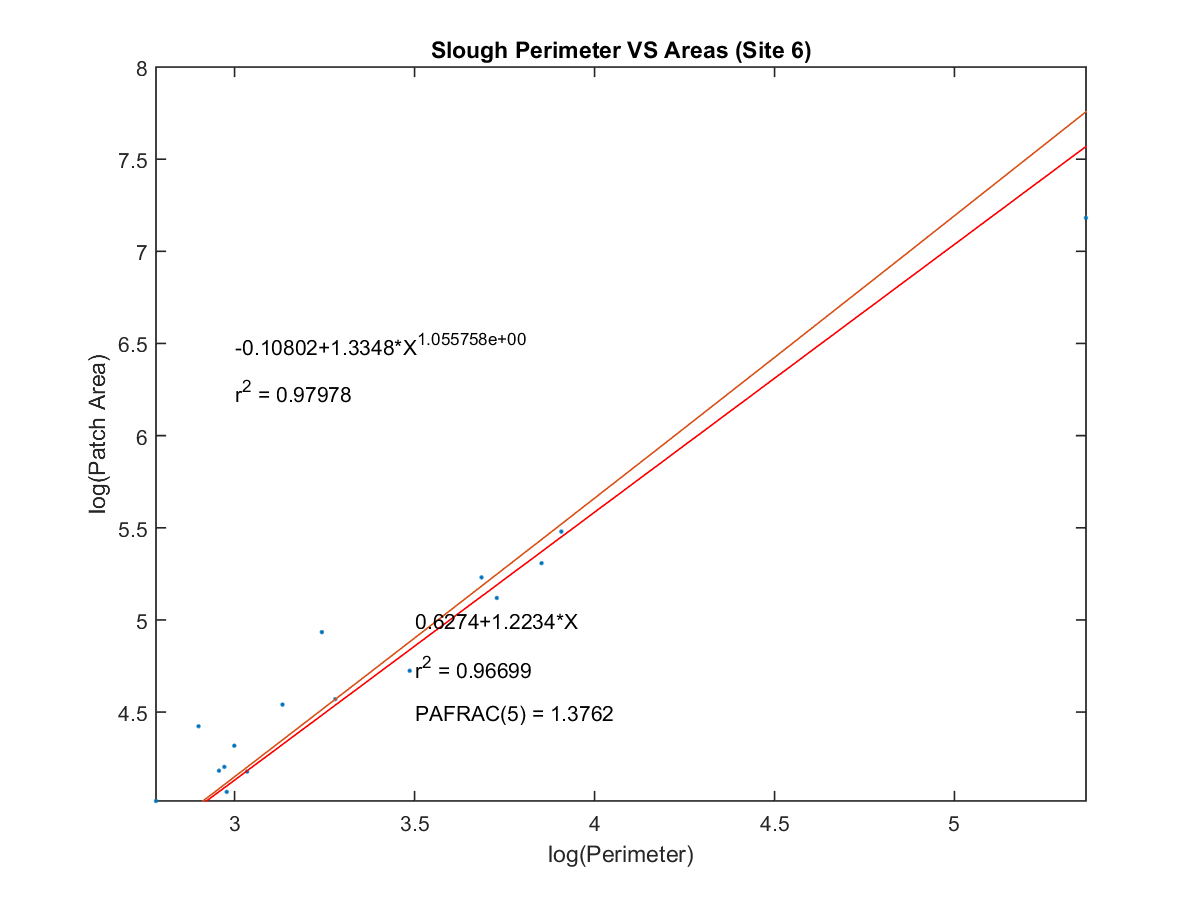 Slough Perimeter VS Areas (Site 6)
8
7.5
7
6.5
6
5.5
5
4.5
log(Patch Area)
-0.10802+1.3348*X^1.055758e+00
r^2 = 0.97978
0.6274+1.2234*X
r^2 = 0.96699
PAFRAC(5) = 1.3762
3 3.5 4 4.5 5
log(Perimeter)